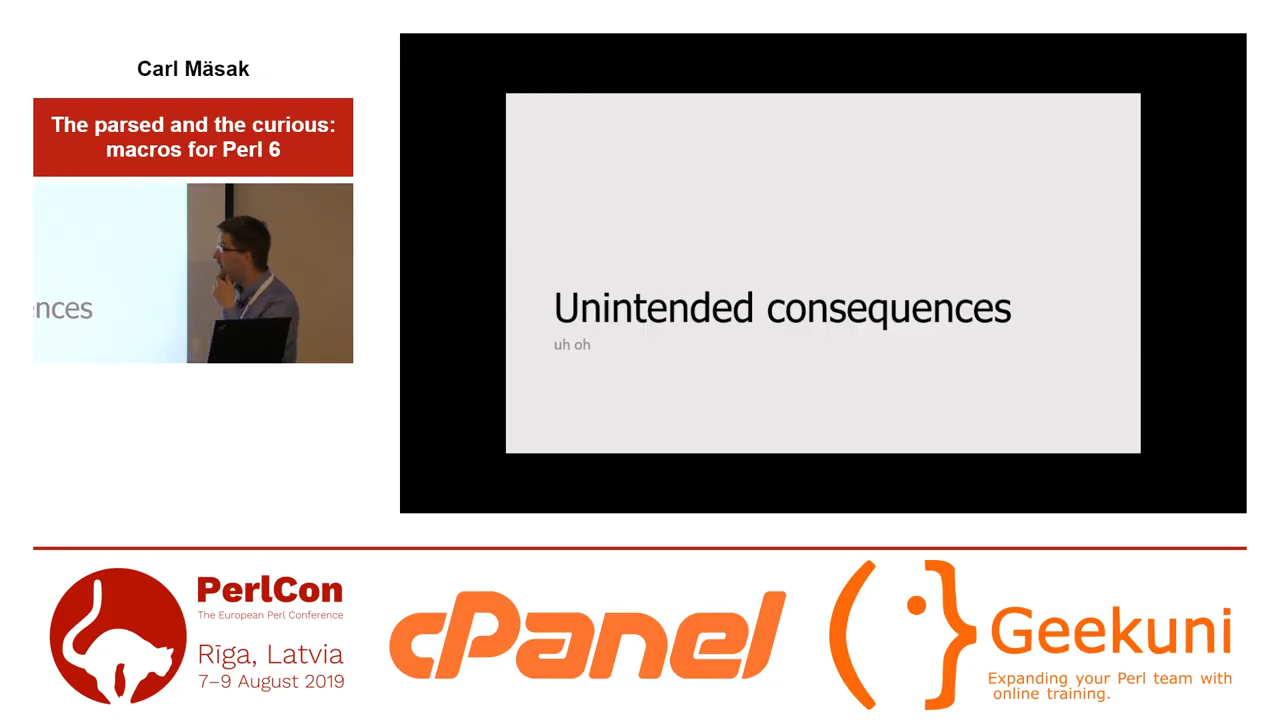 Carl Mäsak
The parsed and the curious:
macros for Perl 6
ences
Unintended consequences
uh oh
PerlCon
The European Perl Conference
Rīga, Latvia
7–9 August 2019
cPanel
Geekuni
Expanding your Perl team with
online training.